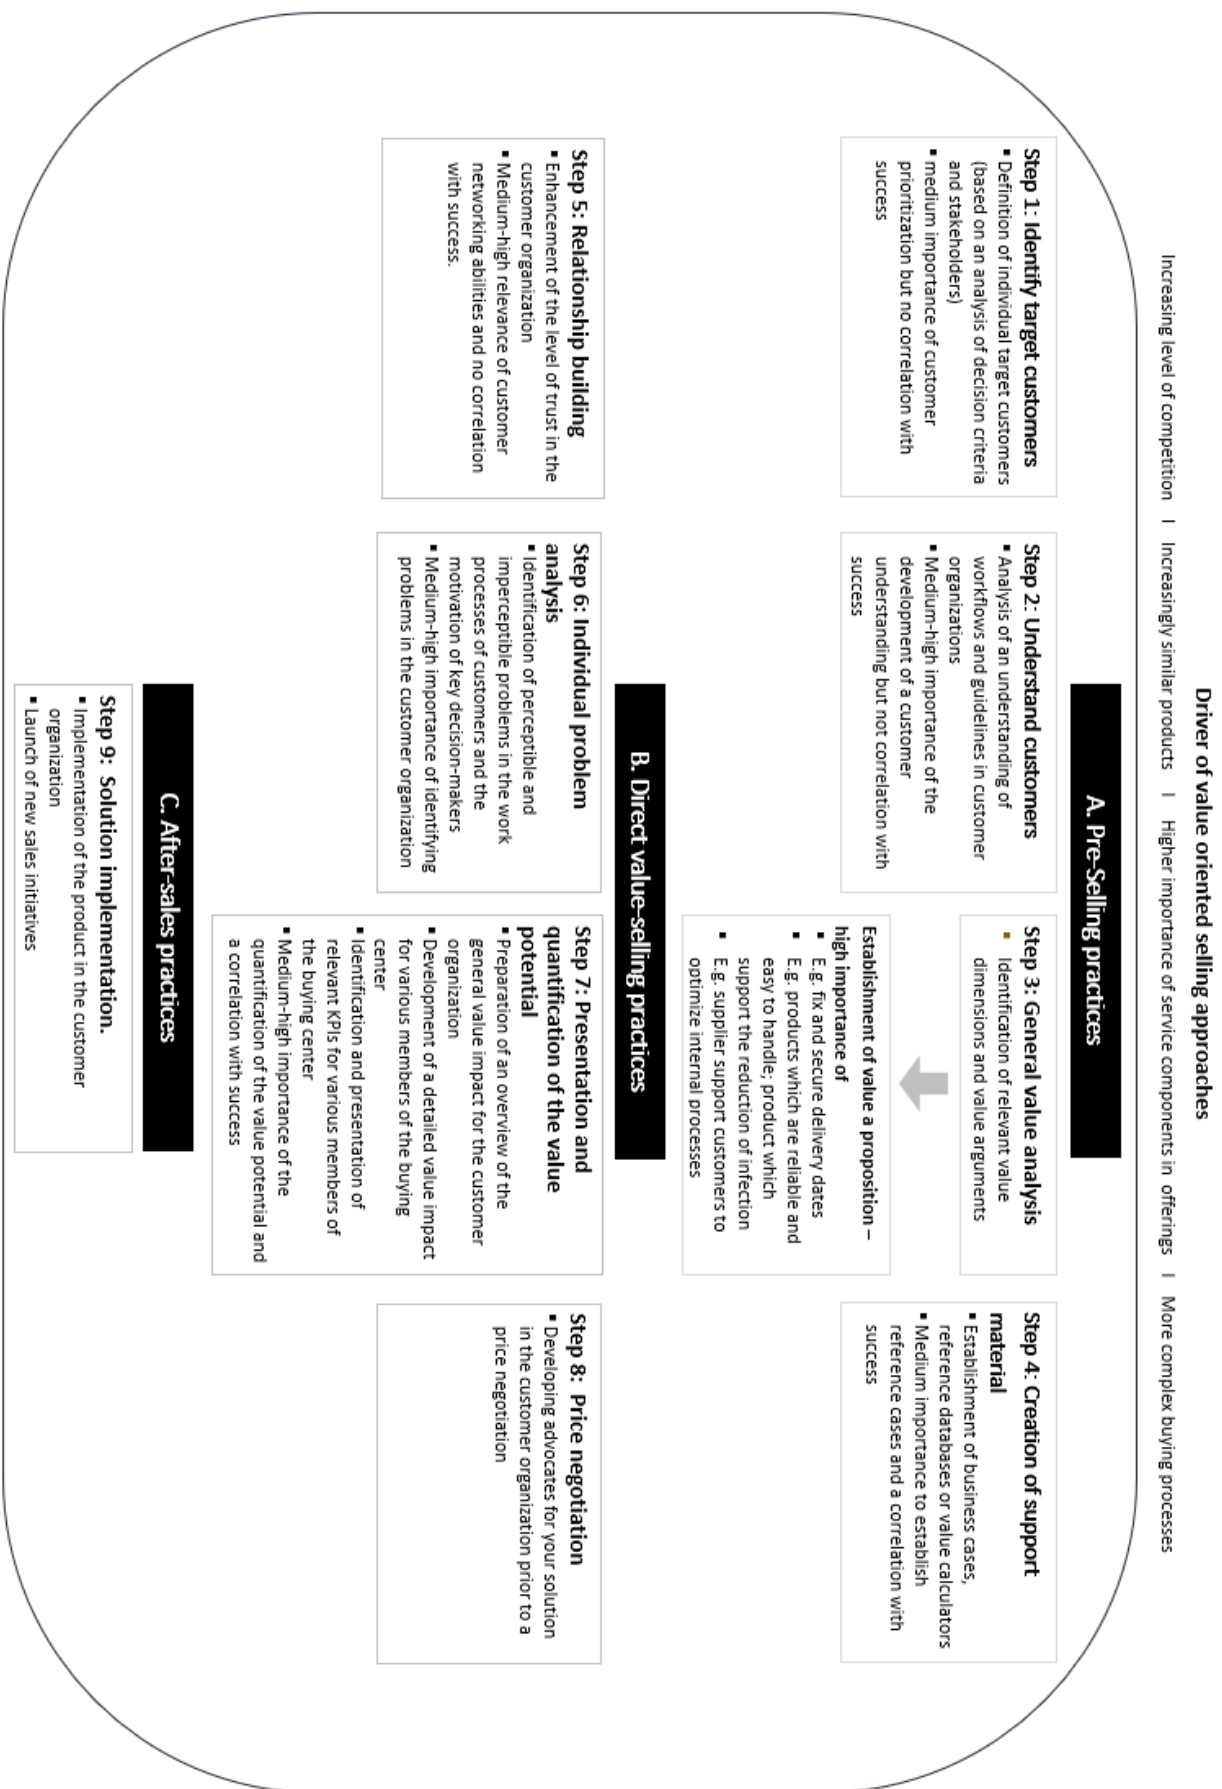 Driver of value oriented selling approaches
Increasing level of competition I Increasingly similar products I Higher importance of service components in offerings I More complex buying processes
A. Pre-Selling practices
Step 1: Identify target customers
▪ Definition of individual target customers
(based on an analysis of decision criteria
and stakeholders)
▪ medium importance of customer
prioritization but no correlation with
success
Step 2: Understand customers
▪ Analysis of an understanding of
workflows and guidelines in customer
organizations
▪ Medium-high importance of the
development of a customer
understanding but not correlation with
success
Step 3: General value analysis
▪ Identification of relevant value
dimensions and value arguments
Establishment of value a proposition –
high importance of
▪ E.g. fix and secure delivery dates
▪ E.g. products which are reliable and
easy to handle; product which
support the reduction of infection
▪ E.g. supplier support customers to
optimize internal processes
Step 4: Creation of support
material
▪ Establishment of business cases,
reference databases or value calculators
▪ Medium importance to establish
reference cases and a correlation with
success
B. Direct value-selling practices
Step 5: Relationship building
▪ Enhancement of the level of trust in the
customer organization
▪ Medium-high relevance of customer
networking abilities and no correlation
with success.
Step 6: Individual problem
analysis
▪ Identification of perceptible and
imperceptible problems in the work
processes of customers and the
motivation of key decision-makers
▪ Medium-high importance of identifying
problems in the customer organization
Step 7: Presentation and
quantification of the value
potential
▪ Preparation of an overview of the
general value impact for the customer
organization
▪ Development of a detailed value impact
for various members of the buying
center
▪ Identification and presentation of
relevant KPIs for various members of
the buying center
▪ Medium-high importance of the
quantification of the value potential and
a correlation with success
Step 8: Price negotiation
▪ Developing advocates for your solution
in the customer organization prior to a
price negotiation
C. After-sales practices
Step 9: Solution implementation.
▪ Implementation of the product in the customer
organization
▪ Launch of new sales initiatives